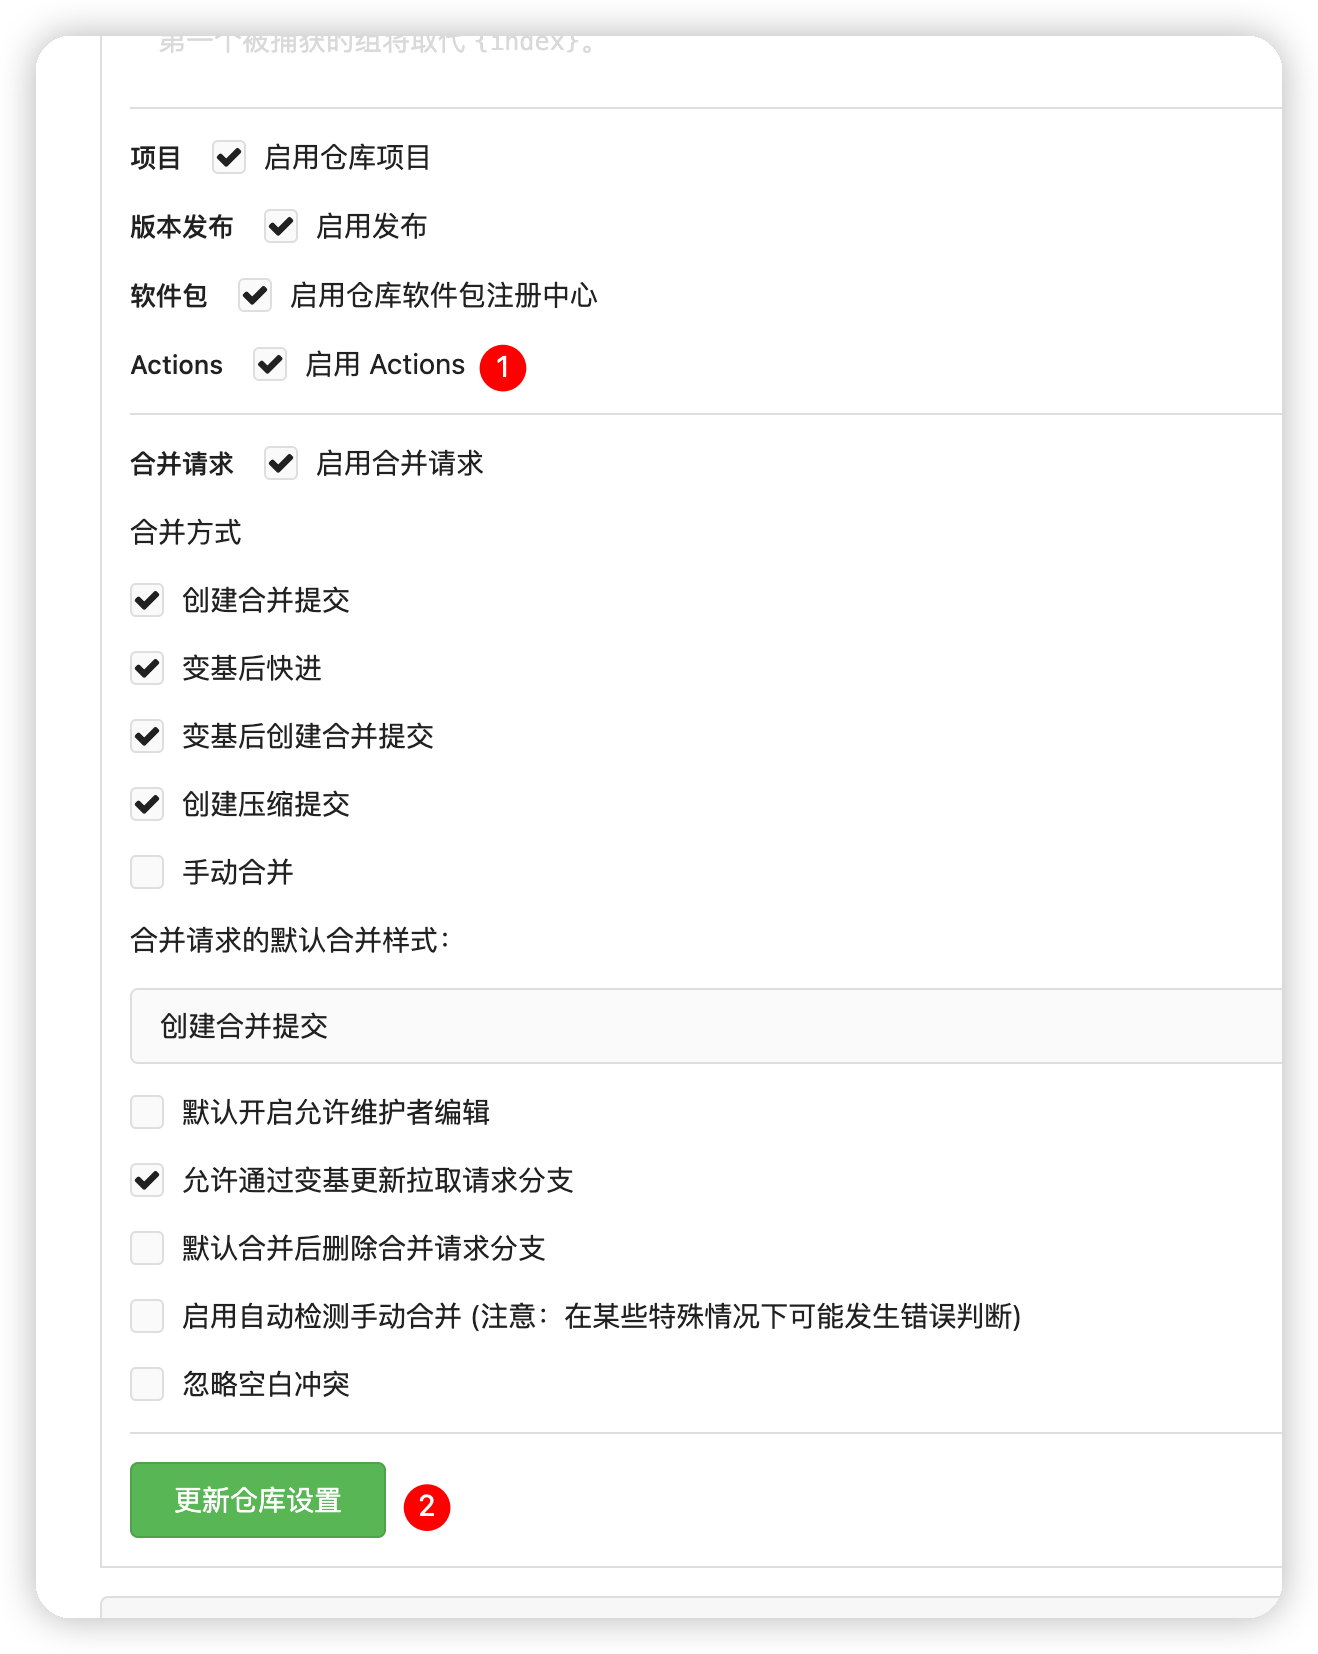 第一个被捕获的组将取代 {index}。
项目 启用仓库项目
版本发布 启用发布
软件包 启用仓库软件包注册中心
Actions 启用 Actions 1
合并请求 启用合并请求
合并方式
创建合并提交
变基后快进
变基后创建合并提交
创建压缩提交
手动合并
合并请求的默认合并样式：
创建合并提交
默认开启允许维护者编辑
允许通过变基更新拉取请求分支
默认合并后删除合并请求分支
启用自动检测手动合并 (注意：在某些特殊情况下可能发生错误判断)
忽略空白冲突
更新仓库设置 2